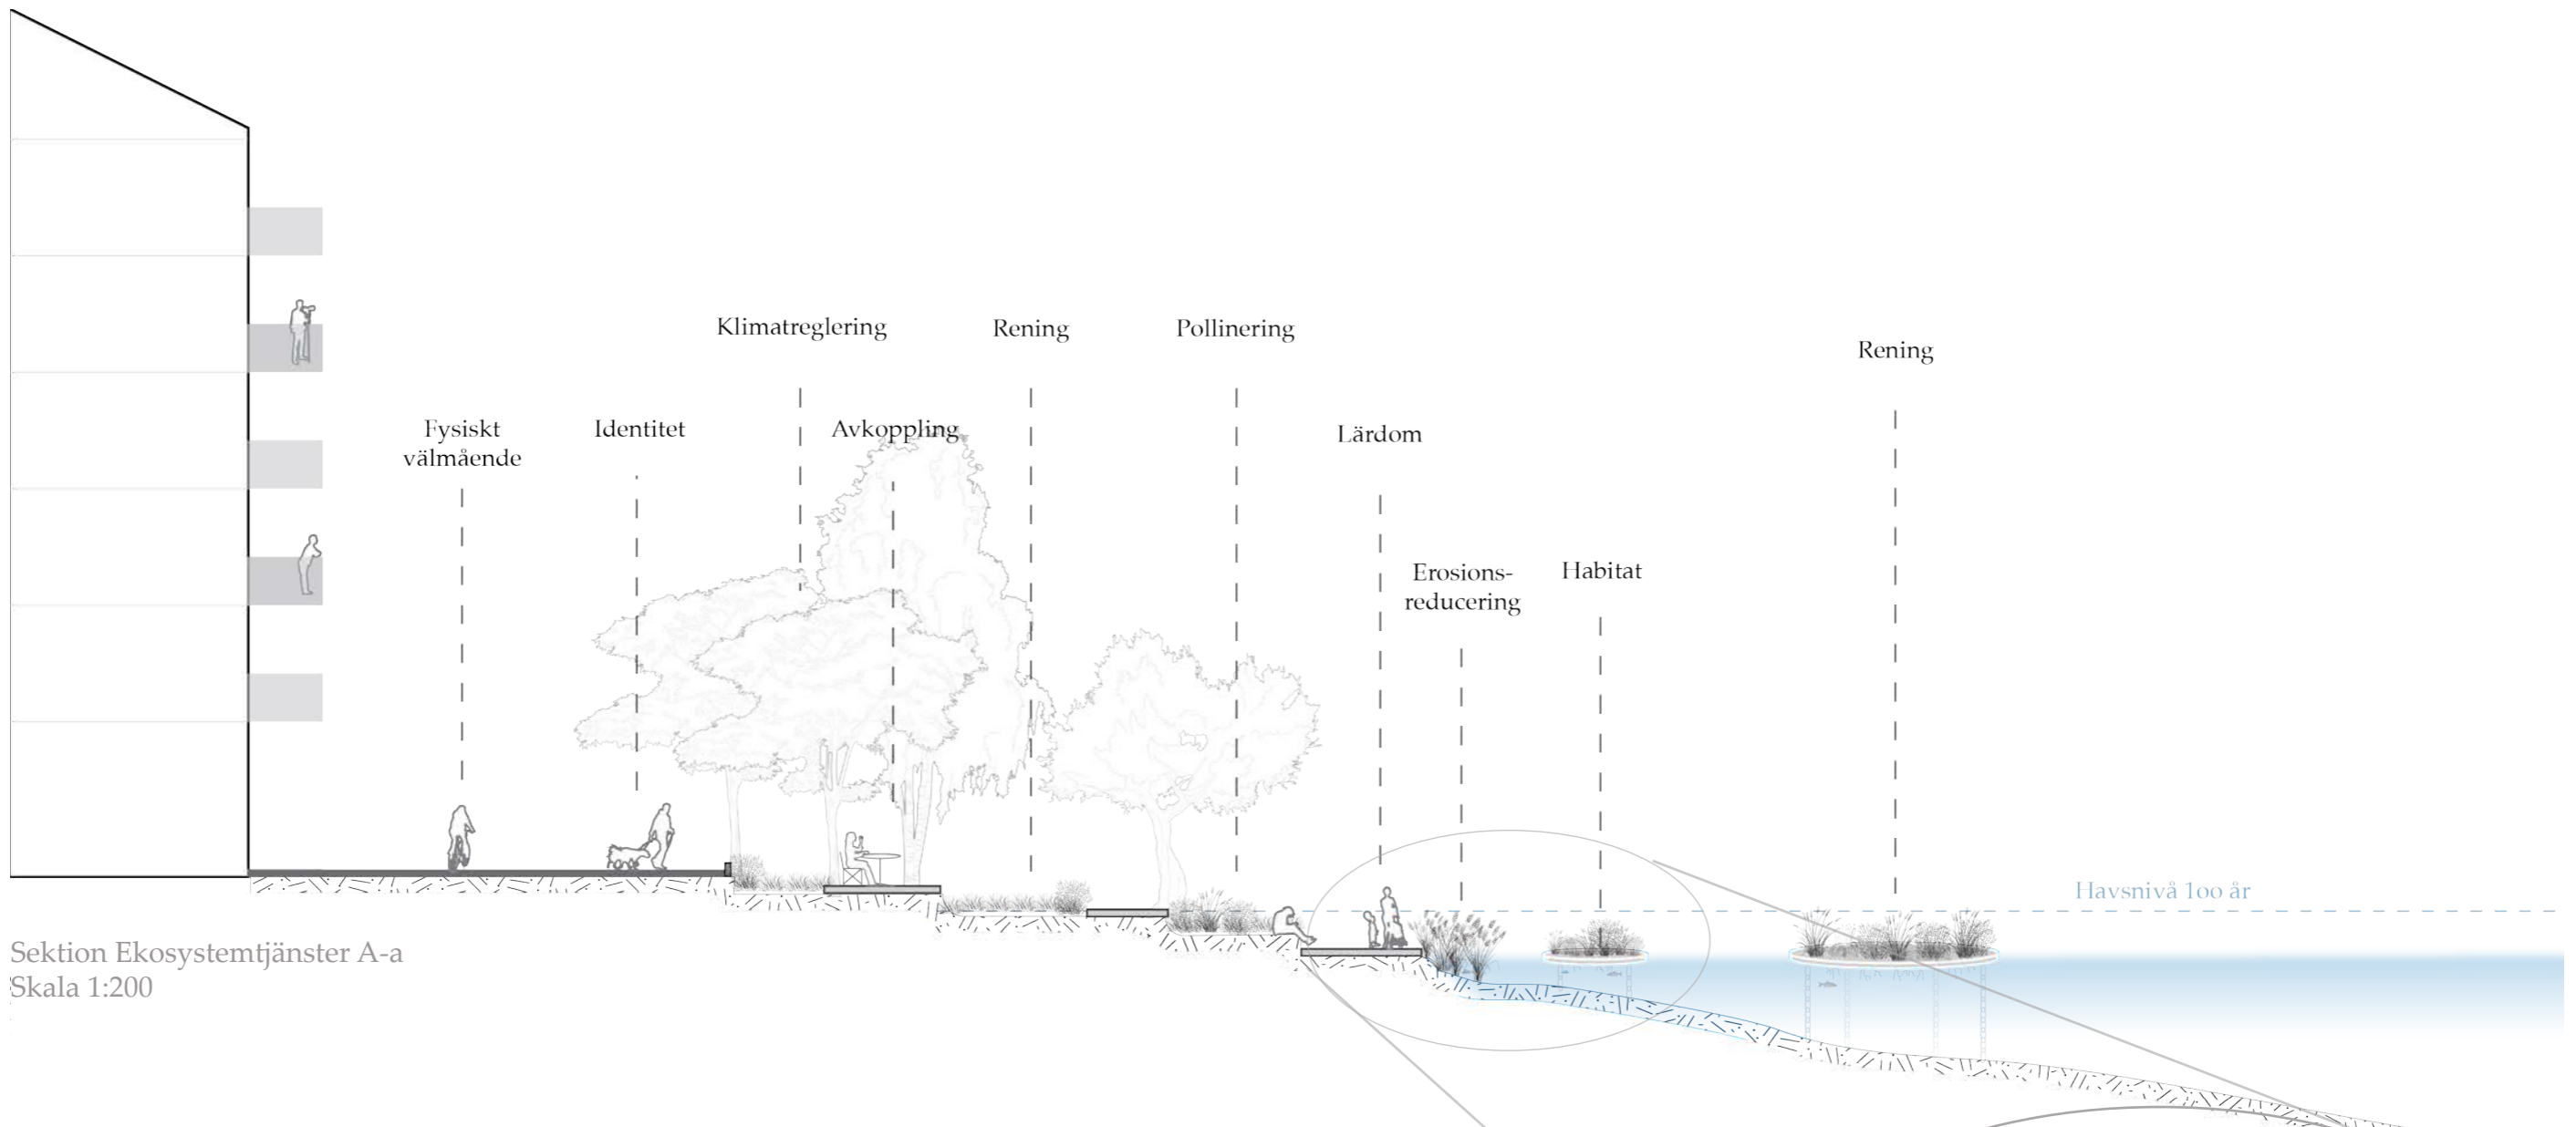 Klimatreglering
Rening
Pollinering
Rening
Fysiskt
välmående
Identitet
Avkoppling
Lärdom
Erosions-
reducering
Habitat
Havsnivå 1oo år
Sektion Ekosystemtjänster A-a
Skala 1:200